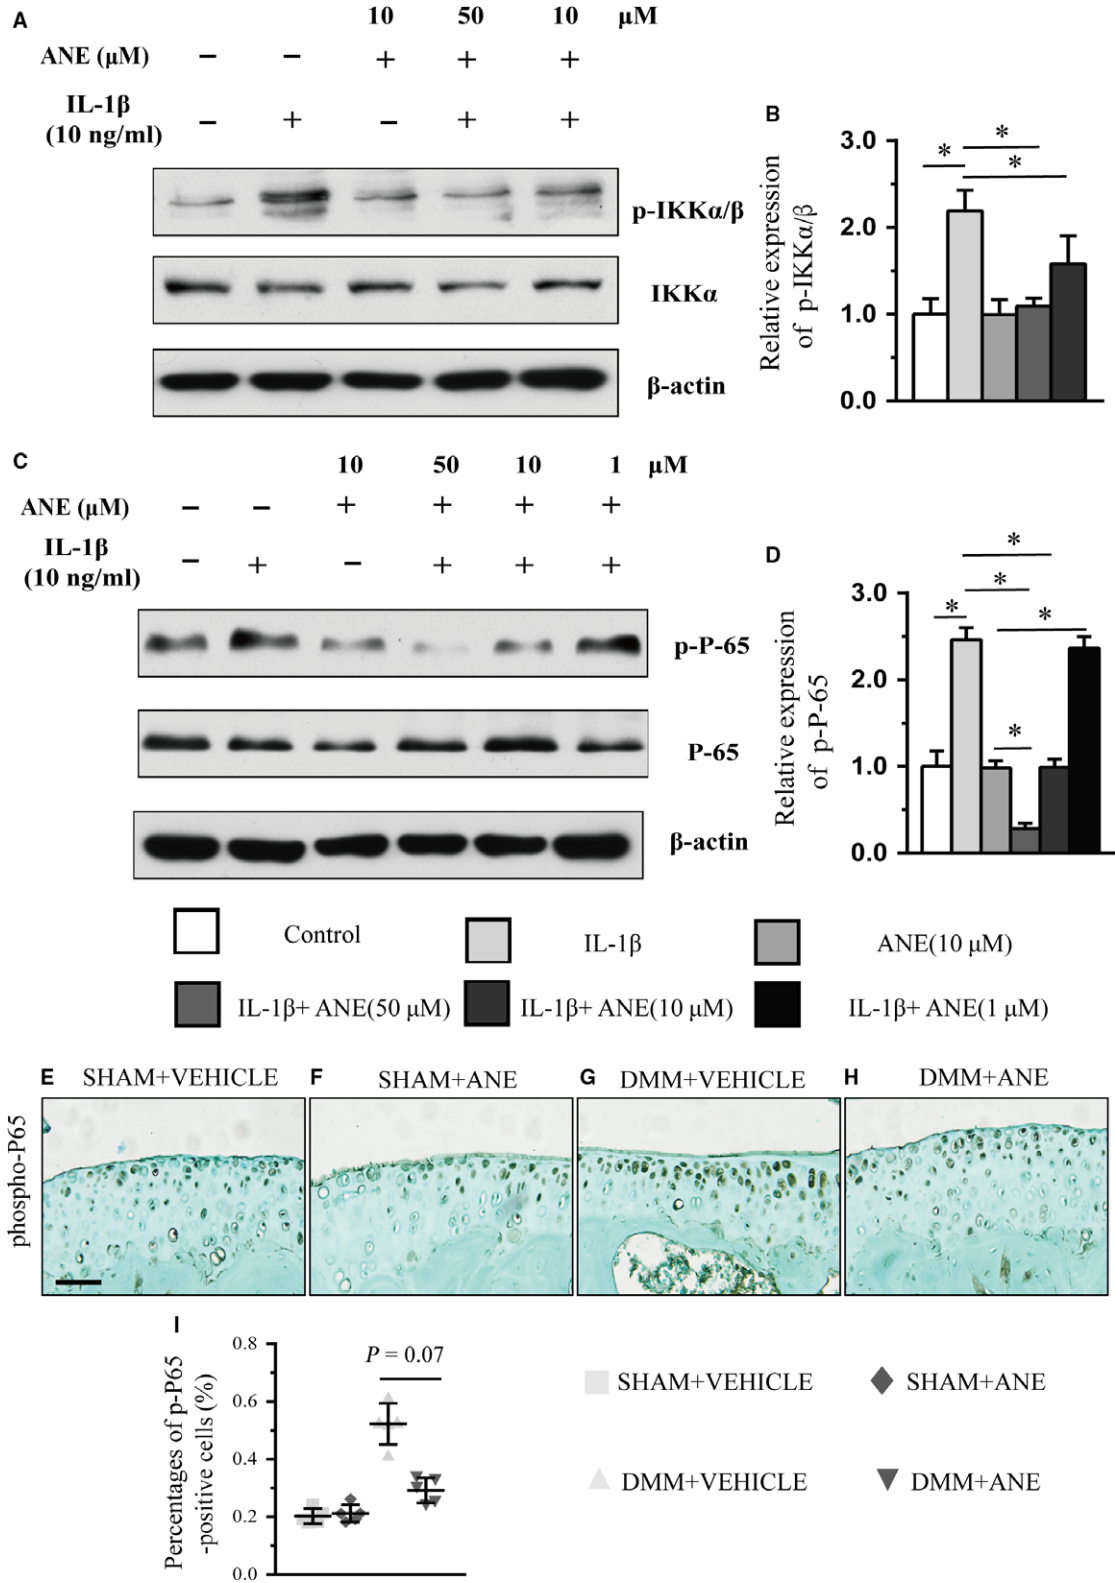 A
10 50 10 μM
ANE (μM) – – + + +
IL-1β
(10 ng/ml) – + – + +
p-IKKα/β
IKKα
β-actin
B
Relative expression
of p-IKKα/β
3.0
2.0
1.0
0.0
* * *
C
10 50 10 1 μM
ANE (μM) – – + + + +
IL-1β
(10 ng/ml) – + – + + +
p-P-65
P-65
β-actin
D
Relative expression
of p-P-65
3.0
2.0
1.0
0.0
* * * * *
Control IL-1β ANE(10 μM)
IL-1β+ ANE(50 μM) IL-1β+ ANE(10 μM) IL-1β+ ANE(1 μM)
E SHAM+VEHICLE F SHAM+ANE G DMM+VEHICLE H DMM+ANE
phospho-P65
I
Percentages of p-P65
-positive cells (%)
0.8
0.6
0.4
0.2
0.0
P = 0.07
SHAM+VEHICLE SHAM+ANE
DMM+VEHICLE DMM+ANE